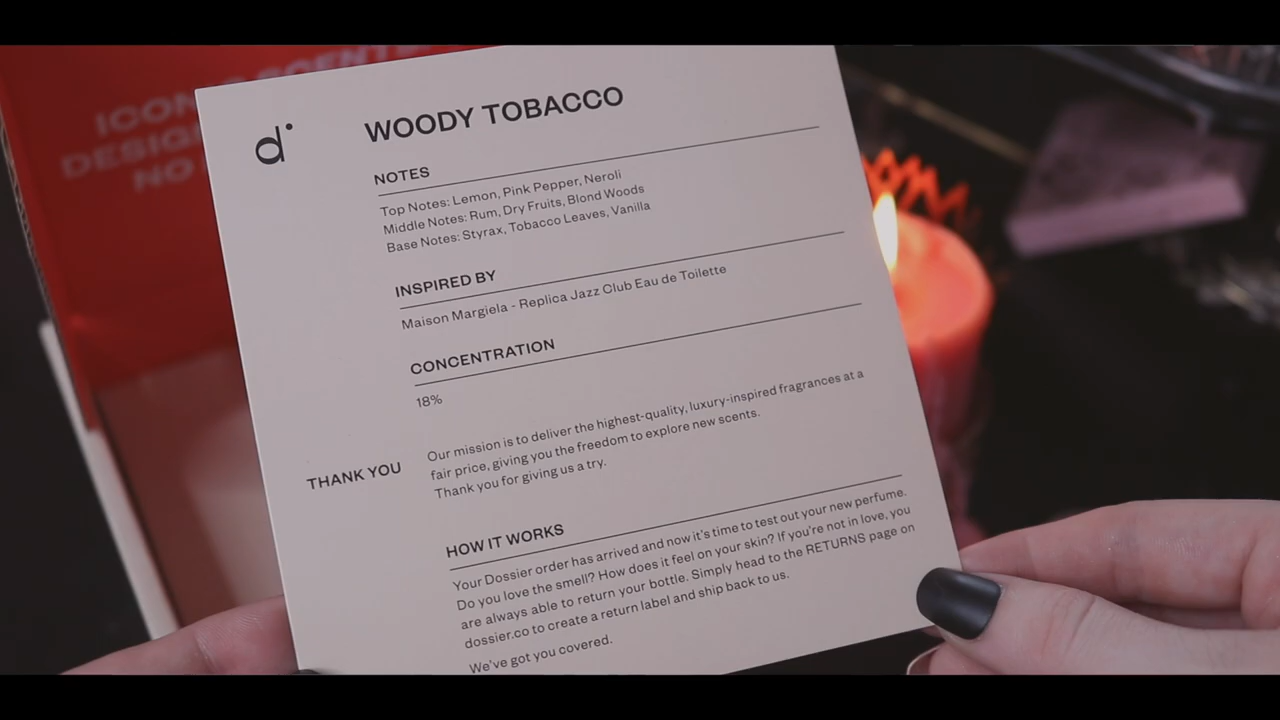 ICON SCENTS
DESIG
NO
d
WOODY TOBACCO
NOTES
Top Notes: Lemon, Pink Pepper, Neroli
Middle Notes: Rum, Dry Fruits, Blond Woods
Base Notes: Styrax, Tobacco Leaves, Vanilla
INSPIRED BY
Maison Margiela - Replica Jazz Club Eau de Toilette
CONCENTRATION
18%
THANK YOU
Our mission is to deliver the highest-quality, luxury-inspired fragrances at a
fair price, giving you the freedom to explore new scents.
Thank you for giving us a try.
HOW IT WORKS
Your Dossier order has arrived and now it's time to test out your new perfume.
Do you love the smell? How does it feel on your skin? If you're not in love, you
are always able to return your bottle. Simply head to the RETURNS page on
dossier.co to create a return label and ship back to us.
We've got you covered.